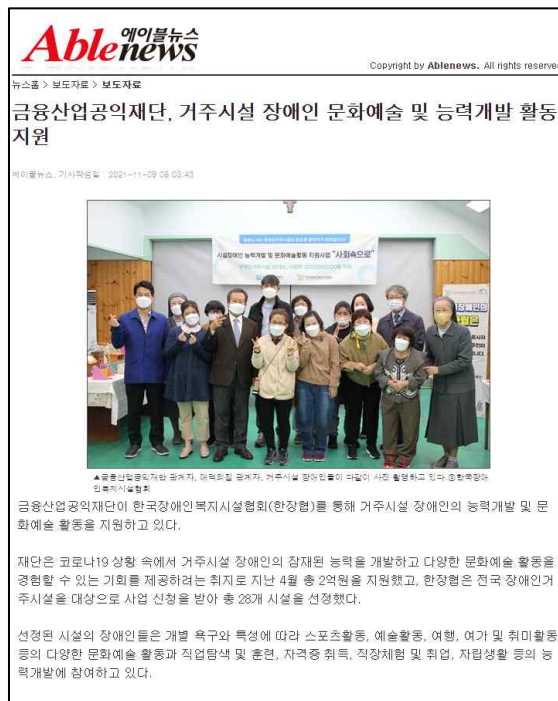 Ablenews 에이블뉴스
Copyright by Ablenews. All rights reserved
뉴스홈 > 보도자료 > 보도자료
금융산업공익재단, 거주시설 장애인 문화예술 및 능력개발 활동
지원
에이블뉴스, 기사작성일 : 2021-11-09 08:03:43
시설장애인 능력개발 및 문화예술활동 지원사업 "사회속으로"
▲금융산업공익재단 관계자, 애덕의집 관계자, 거주시설 장애인들이 다같이 사진 촬영하고 있다.ⓒ한국장애
인복지시설협회
금융산업공익재단이 한국장애인복지시설협회(한장협)를 통해 거주시설 장애인의 능력개발 및 문
화예술 활동을 지원하고 있다.
재단은 코로나19 상황 속에서 거주시설 장애인의 잠재된 능력을 개발하고 다양한 문화예술 활동을
경험할 수 있는 기회를 제공하려는 취지로 지난 4월 총 2억원을 지원했고, 한장협은 전국 장애인거
주시설을 대상으로 사업 신청을 받아 총 28개 시설을 선정했다.
선정된 시설의 장애인들은 개별 욕구와 특성에 따라 스포츠활동, 예술활동, 여행, 여가 및 취미활동
등의 다양한 문화예술 활동과 직업탐색 및 훈련, 자격증 취득, 직장체험 및 취업, 자립생활 등의 능
력개발에 참여하고 있다.